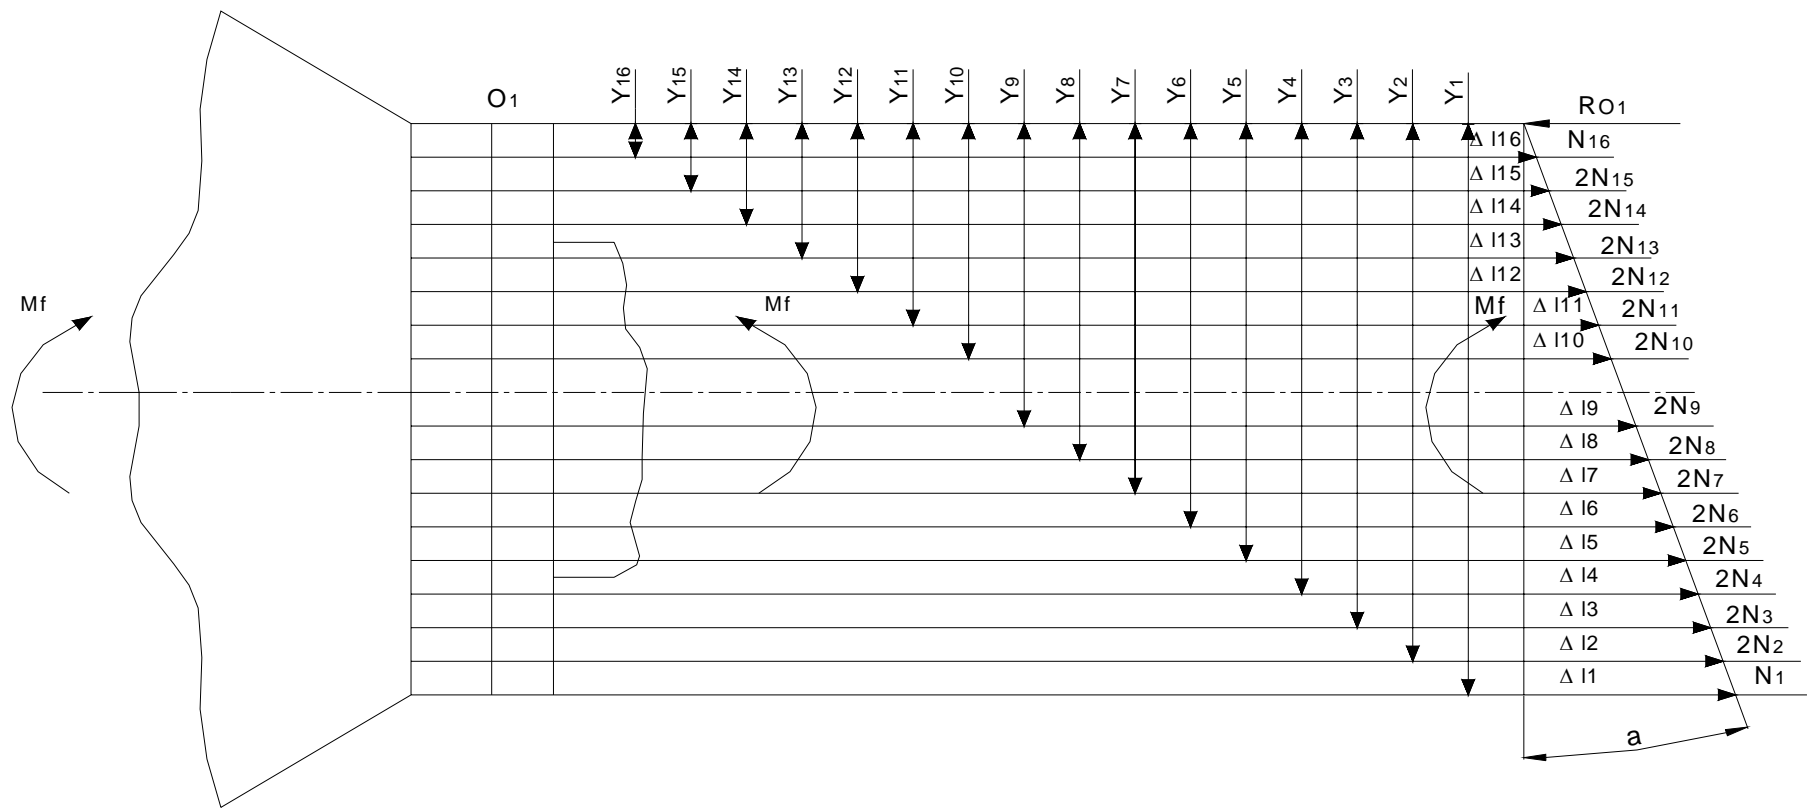 O1
Y16
Y15
Y14
Y13
Y12
Y11
Y10
Y9
Y8
Y7
Y6
Y5
Y4
Y3
Y2
Y1
RO1
Δ l16
N16
Δ l15
2N15
Δ l14
2N14
Δ l13
2N13
Δ l12
2N12
Mf
Mf
Mf
Δ l11
2N11
Δ l10
2N10
Δ l9
2N9
Δ l8
2N8
Δ l7
2N7
Δ l6
2N6
Δ l5
2N5
Δ l4
2N4
Δ l3
2N3
Δ l2
2N2
Δ l1
N1
a